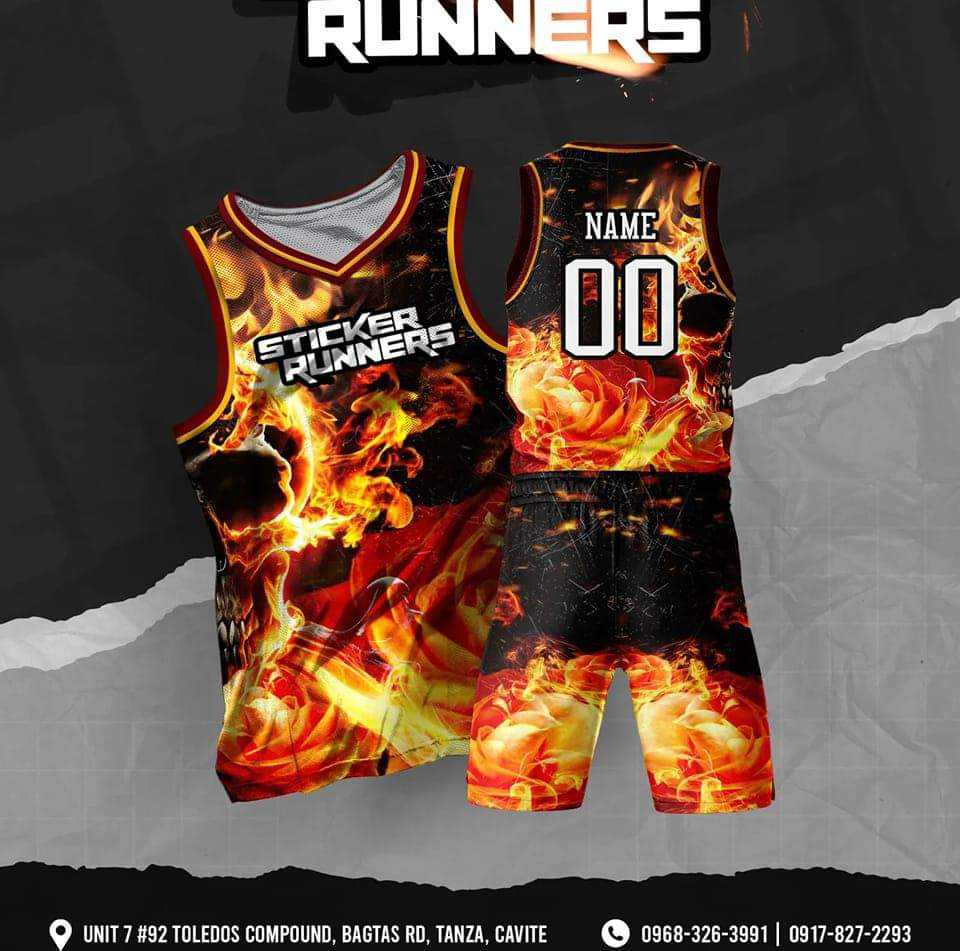 RUNNERS
STICKER
RUNNERS
NAME
00
UNIT 7 #92 TOLEDOS COMPOUND, BAGTAS RD, TANZA, CAVITE
0968-326-3991 | 0917-827-2293